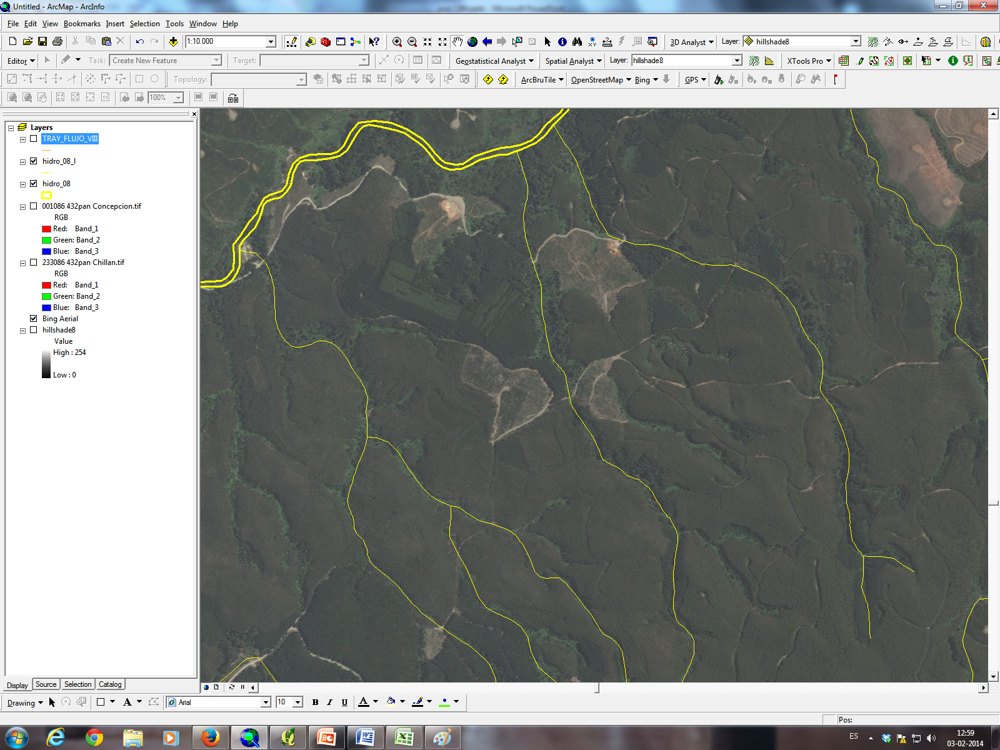 Untitled - ArcMap - ArcInfo
File Edit View Bookmarks Insert Selection Tools Window Help
1:10.000
3D Analyst Layer: hillshade8
Editor Task: Create New Feature Target: Geostatistical Analyst Spatial Analyst Layer: hillshade8 XTools Pro
Topology: ArcBruTile OpenStreetMap Bing GPS
100%
Layers
TRAY_FLUJO_VIII
hidro_08_l
hidro_08
001086 432pan Concepcion.tif
RGB
Red: Band_1
Green: Band_2
Blue: Band_3
233086 432pan Chillan.tif
RGB
Red: Band_1
Green: Band_2
Blue: Band_3
Bing Aerial
hillshade8
Value
High : 254
Low : 0
Display Source Selection Catalog
Drawing A Arial 10 B I U A
Pos:
ES 12:59
03-02-2014